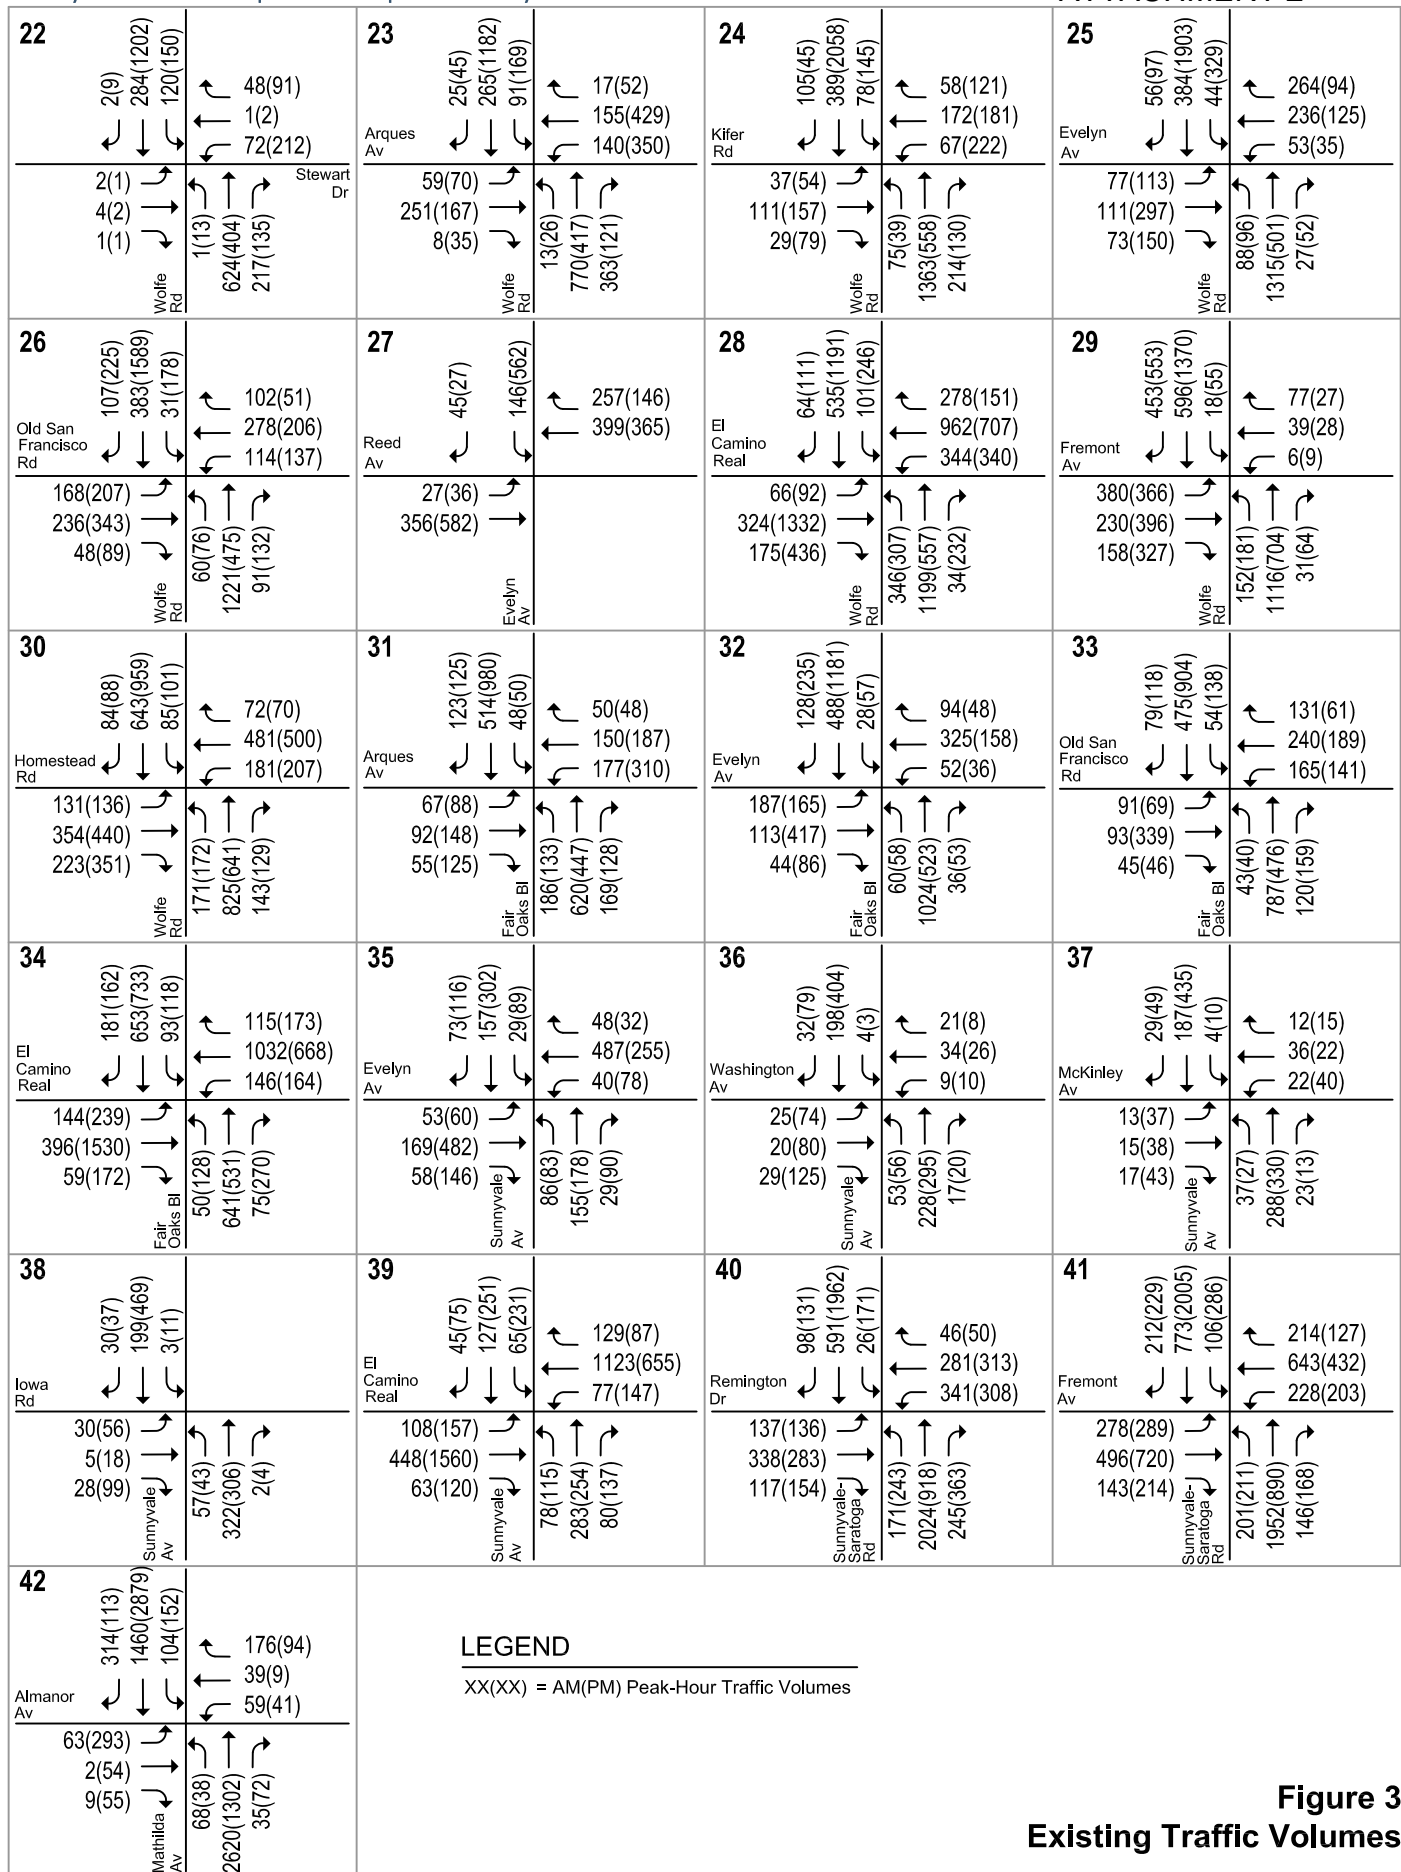 22
2(9)
284(1202)
120(150)
48(91)
1(2)
72(212)
Stewart
Dr
2(1)
4(2)
1(1)
1(13)
624(404)
217(135)
Wolfe
Rd
23
25(45)
265(1182)
91(169)
17(52)
155(429)
140(350)
Arques
Av
59(70)
251(167)
8(35)
13(26)
770(417)
363(121)
Wolfe
Rd
24
105(45)
389(2058)
78(145)
58(121)
172(181)
67(222)
Kifer
Rd
37(54)
111(157)
29(79)
75(39)
1363(558)
214(130)
Wolfe
Rd
25
56(97)
384(1903)
44(329)
264(94)
236(125)
53(35)
Evelyn
Av
77(113)
111(297)
73(150)
88(96)
1315(501)
27(52)
Wolfe
Rd
26
107(225)
383(1589)
31(178)
102(51)
278(206)
114(137)
Old San
Francisco
Rd
168(207)
236(343)
48(89)
60(76)
1221(475)
91(132)
Wolfe
Rd
27
45(27)
146(562)
257(146)
399(365)
Reed
Av
27(36)
356(582)
Evelyn
Av
28
64(111)
535(1191)
101(246)
278(151)
962(707)
344(340)
El
Camino
Real
66(92)
324(1332)
175(436)
346(307)
1199(557)
34(232)
Wolfe
Rd
29
453(553)
596(1370)
18(55)
77(27)
39(28)
6(9)
Fremont
Av
380(366)
230(396)
158(327)
152(181)
1116(704)
31(64)
Wolfe
Rd
30
84(88)
643(959)
85(101)
72(70)
481(500)
181(207)
Homestead
Rd
131(136)
354(440)
223(351)
171(172)
825(641)
143(129)
Wolfe
Rd
31
123(125)
514(980)
48(50)
50(48)
150(187)
177(310)
Arques
Av
67(88)
92(148)
55(125)
186(133)
620(447)
169(128)
Fair
Oaks Bl
32
128(235)
488(1181)
28(57)
94(48)
325(158)
52(36)
Evelyn
Av
187(165)
113(417)
44(86)
60(58)
1024(523)
36(53)
Fair
Oaks Bl
33
79(118)
475(904)
54(138)
131(61)
240(189)
165(141)
Old San
Francisco
Rd
91(69)
93(339)
45(46)
43(40)
787(476)
120(159)
Fair
Oaks Bl
34
181(162)
653(733)
93(118)
115(173)
1032(668)
146(164)
El
Camino
Real
144(239)
396(1530)
59(172)
50(128)
641(531)
75(270)
Fair
Oaks Bl
35
73(116)
157(302)
29(89)
48(32)
487(255)
40(78)
Evelyn
Av
53(60)
169(482)
58(146)
86(83)
155(178)
29(90)
Sunnyvale
Av
36
32(79)
198(404)
4(3)
21(8)
34(26)
9(10)
Washington
Av
25(74)
20(80)
29(125)
53(56)
228(295)
17(20)
Sunnyvale
Av
37
29(49)
187(435)
4(10)
12(15)
36(22)
22(40)
McKinley
Av
13(37)
15(38)
17(43)
37(27)
288(330)
23(13)
Sunnyvale
Av
38
30(37)
199(469)
3(11)
Iowa
Rd
30(56)
5(18)
28(99)
57(43)
322(306)
2(4)
Sunnyvale
Av
39
45(75)
127(251)
65(231)
129(87)
1123(655)
77(147)
El
Camino
Real
108(157)
448(1560)
63(120)
78(115)
283(254)
80(137)
Sunnyvale
Av
40
98(131)
591(1962)
26(171)
46(50)
281(313)
341(308)
Remington
Dr
137(136)
338(283)
117(154)
171(243)
2024(918)
245(363)
Sunnyvale-
Saratoga
Rd
41
212(229)
773(2005)
106(286)
214(127)
643(432)
228(203)
Fremont
Av
278(289)
496(720)
143(214)
201(211)
1952(890)
146(168)
Sunnyvale-
Saratoga
Rd
42
314(113)
1460(2879)
104(152)
176(94)
39(9)
59(41)
Almanor
Av
63(293)
2(54)
9(55)
68(38)
2620(1302)
35(72)
Mathilda
Av
LEGEND
XX(XX) = AM(PM) Peak-Hour Traffic Volumes
Figure 3
Existing Traffic Volumes